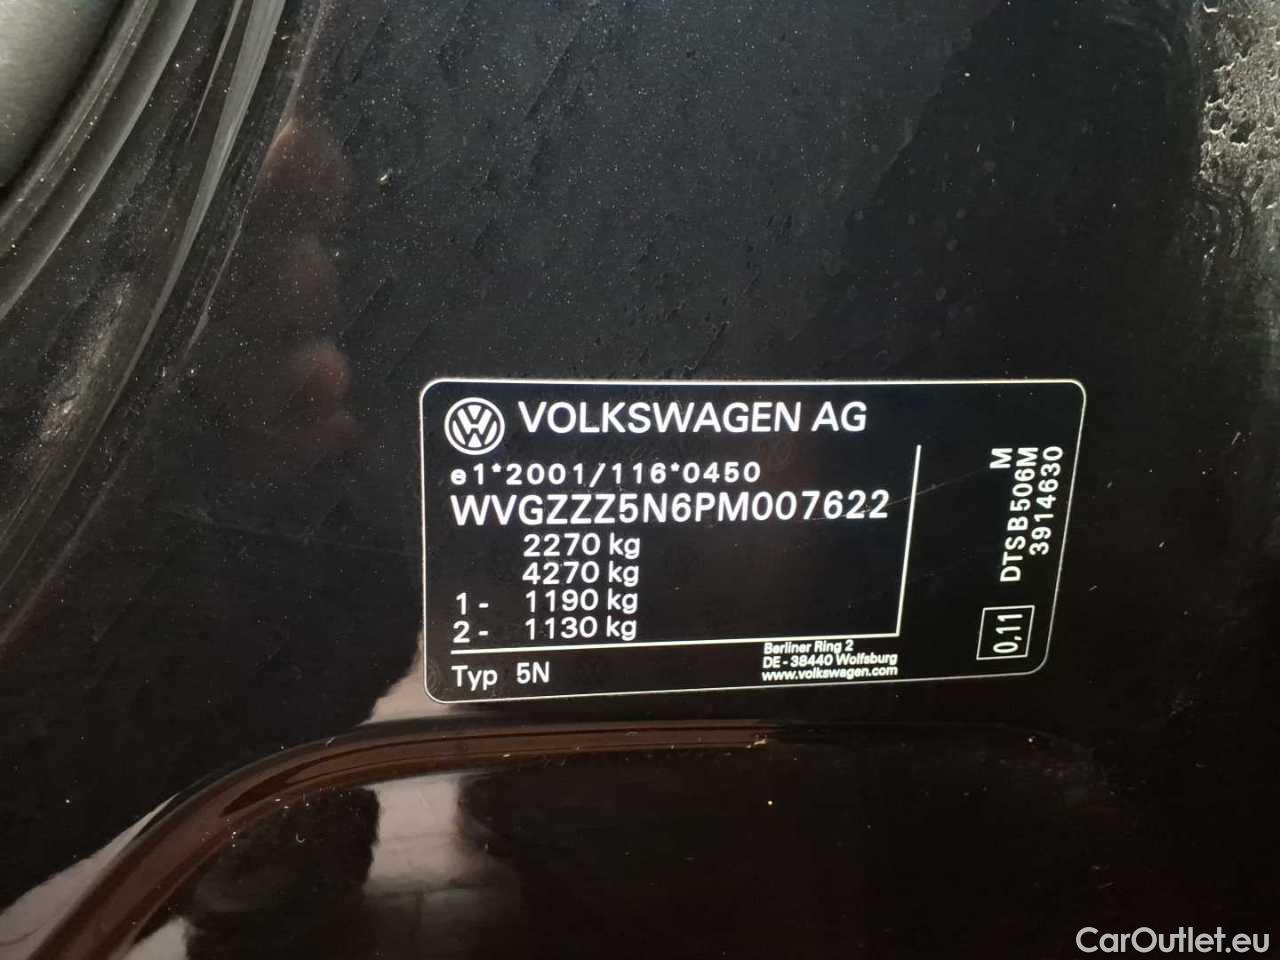 VOLKSWAGEN AG
e1*2001/116*0450
WVGZZZ5N6PM007622
2270 kg
4270 kg
1 - 1190 kg
2 - 1130 kg
Typ 5N
Berliner Ring 2
DE - 38440 Wolfsburg
www.volkswagen.com
M
DTSB506M
3914630
0,11
CarOutlet.eu